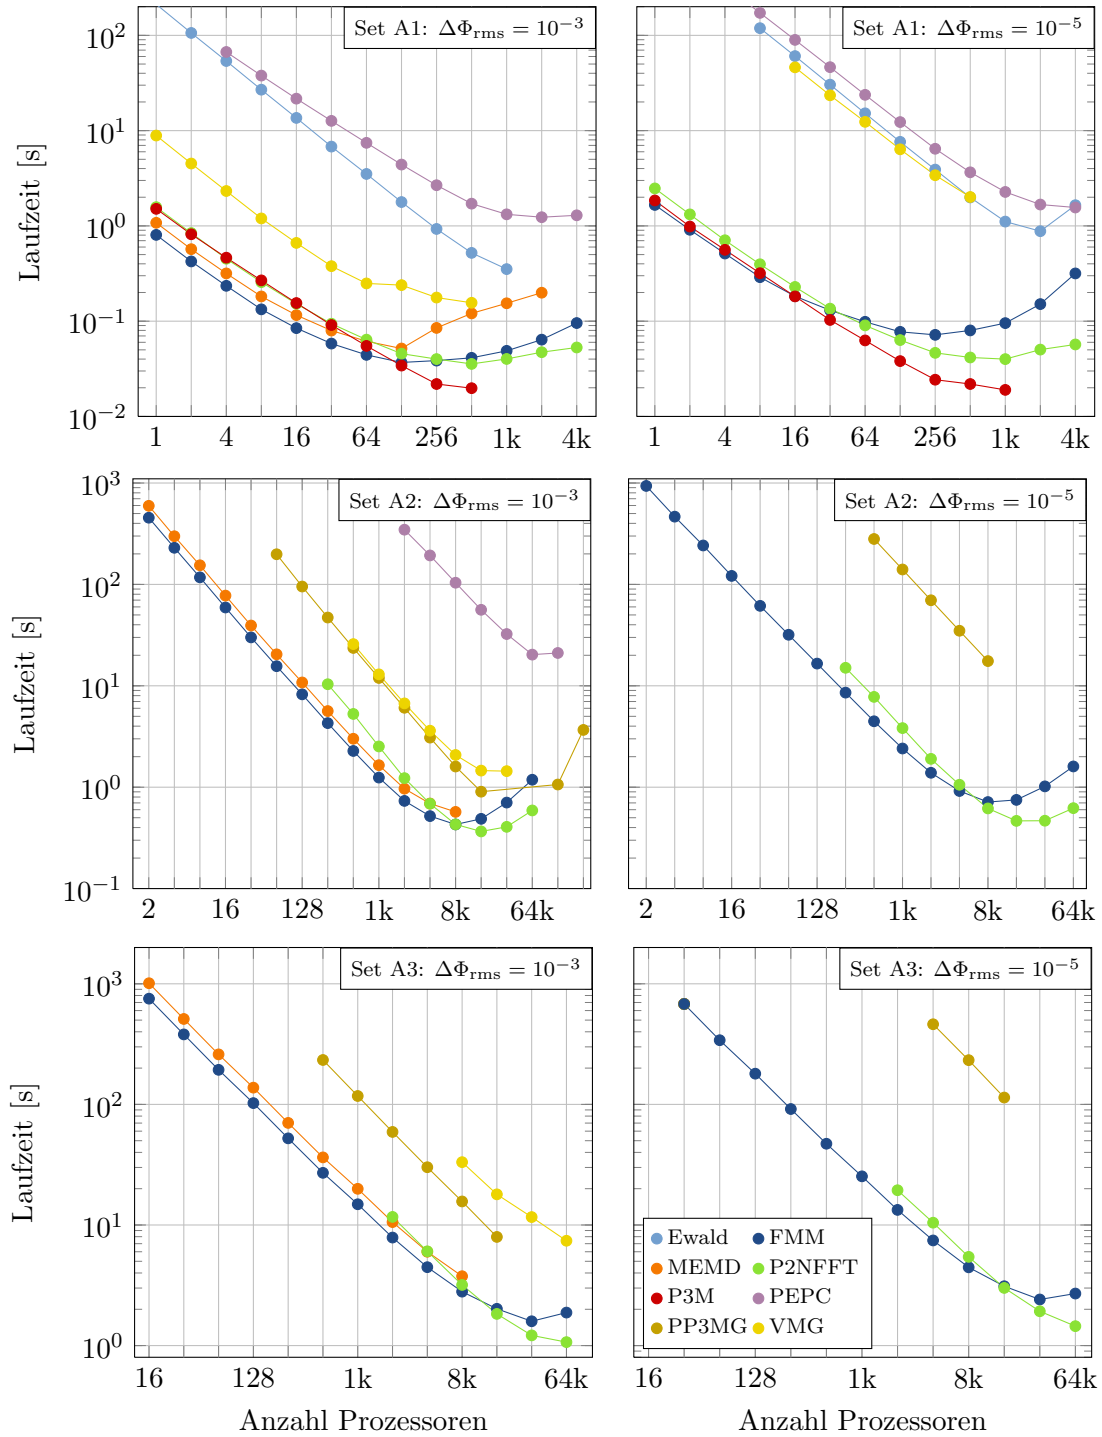 Set A1: ΔΦrms = 10−3
Set A1: ΔΦrms = 10−5
Laufzeit [s]
102
101
100
10−1
10−2
1 4 16 64 256 1k 4k
1 4 16 64 256 1k 4k
Set A2: ΔΦrms = 10−3
Set A2: ΔΦrms = 10−5
Laufzeit [s]
103
102
101
100
10−1
2 16 128 1k 8k 64k
2 16 128 1k 8k 64k
Set A3: ΔΦrms = 10−3
Set A3: ΔΦrms = 10−5
Laufzeit [s]
103
102
101
100
Ewald FMM
MEMD P2NFFT
P3M PEPC
PP3MG VMG
16 128 1k 8k 64k
16 128 1k 8k 64k
Anzahl Prozessoren
Anzahl Prozessoren